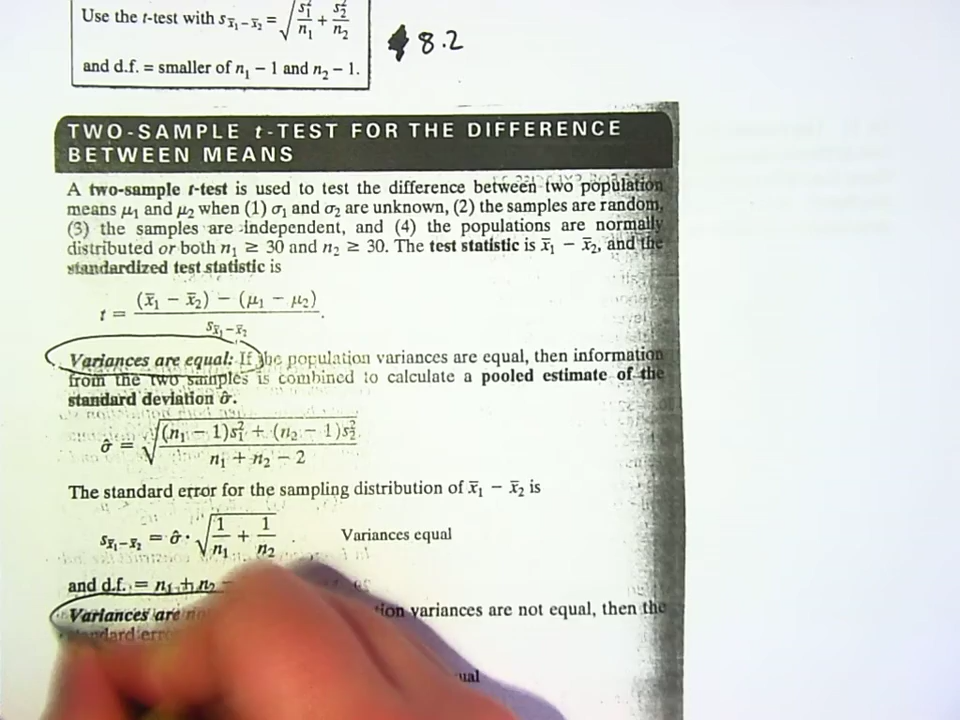 Use the t-test with s x̄₁−x̄₂ = √(s₁²/n₁ + s₂²/n₂)
8.2
and d.f. = smaller of n₁ − 1 and n₂ − 1.
TWO-SAMPLE t-TEST FOR THE DIFFERENCE
BETWEEN MEANS
A two-sample t-test is used to test the difference between two population
means μ₁ and μ₂ when (1) σ₁ and σ₂ are unknown, (2) the samples are random,
(3) the samples are independent, and (4) the populations are normally
distributed or both n₁ ≥ 30 and n₂ ≥ 30. The test statistic is x̄₁ − x̄₂, and the
standardized test statistic is
t = ((x̄₁ − x̄₂) − (μ₁ − μ₂)) / s x̄₁−x̄₂ .
Variances are equal: If the population variances are equal, then information
from the two samples is combined to calculate a pooled estimate of the
standard deviation σ̂.
σ̂ = √(((n₁ − 1)s₁² + (n₂ − 1)s₂²) / (n₁ + n₂ − 2))
The standard error for the sampling distribution of x̄₁ − x̄₂ is
s x̄₁−x̄₂ = σ̂ · √(1/n₁ + 1/n₂) Variances equal
and d.f. = n₁ + n₂ −
Variances are variances are not equal, then the